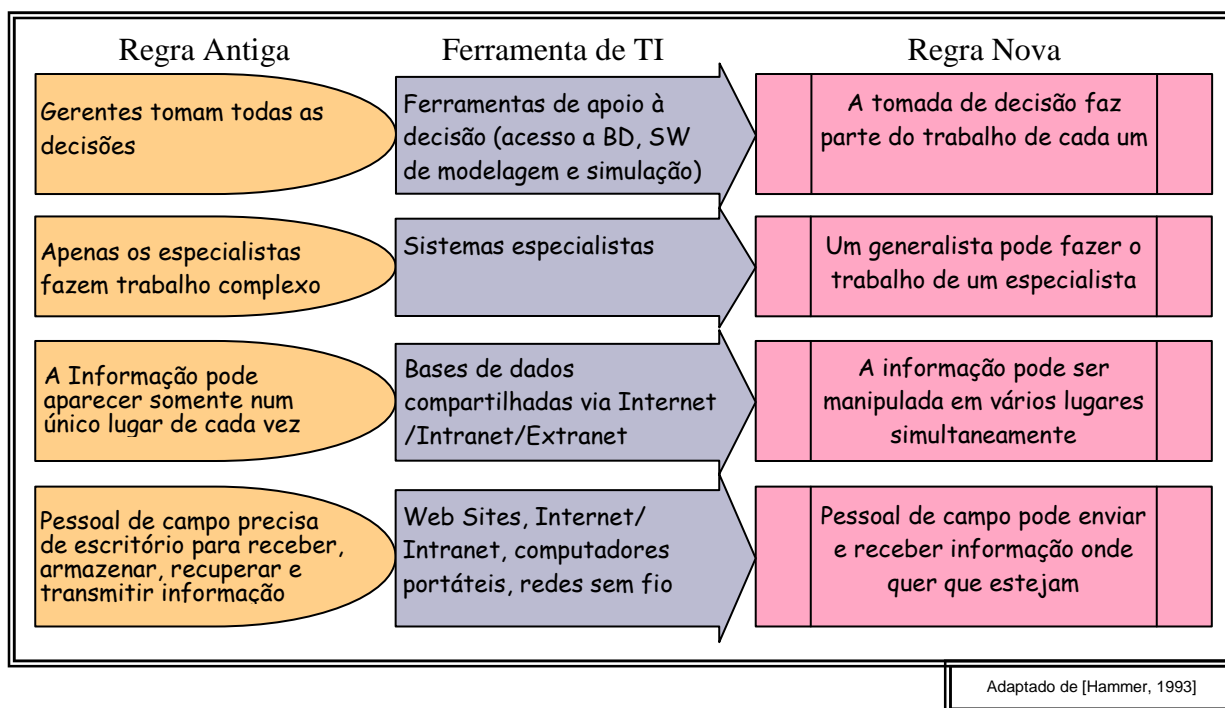 Regra Antiga
Ferramenta de TI
Regra Nova
Gerentes tomam todas as
decisões
Ferramentas de apoio à
decisão (acesso a BD, SW
de modelagem e simulação)
A tomada de decisão faz
parte do trabalho de cada um
Apenas os especialistas
fazem trabalho complexo
Sistemas especialistas
Um generalista pode fazer o
trabalho de um especialista
A Informação pode
aparecer somente num
único lugar de cada vez
Bases de dados
compartilhadas via Internet
/Intranet/Extranet
A informação pode ser
manipulada em vários lugares
simultaneamente
Pessoal de campo precisa
de escritório para receber,
armazenar, recuperar e
transmitir informação
Web Sites, Internet/
Intranet, computadores
portáteis, redes sem fio
Pessoal de campo pode enviar
e receber informação onde
quer que estejam
Adaptado de [Hammer, 1993]